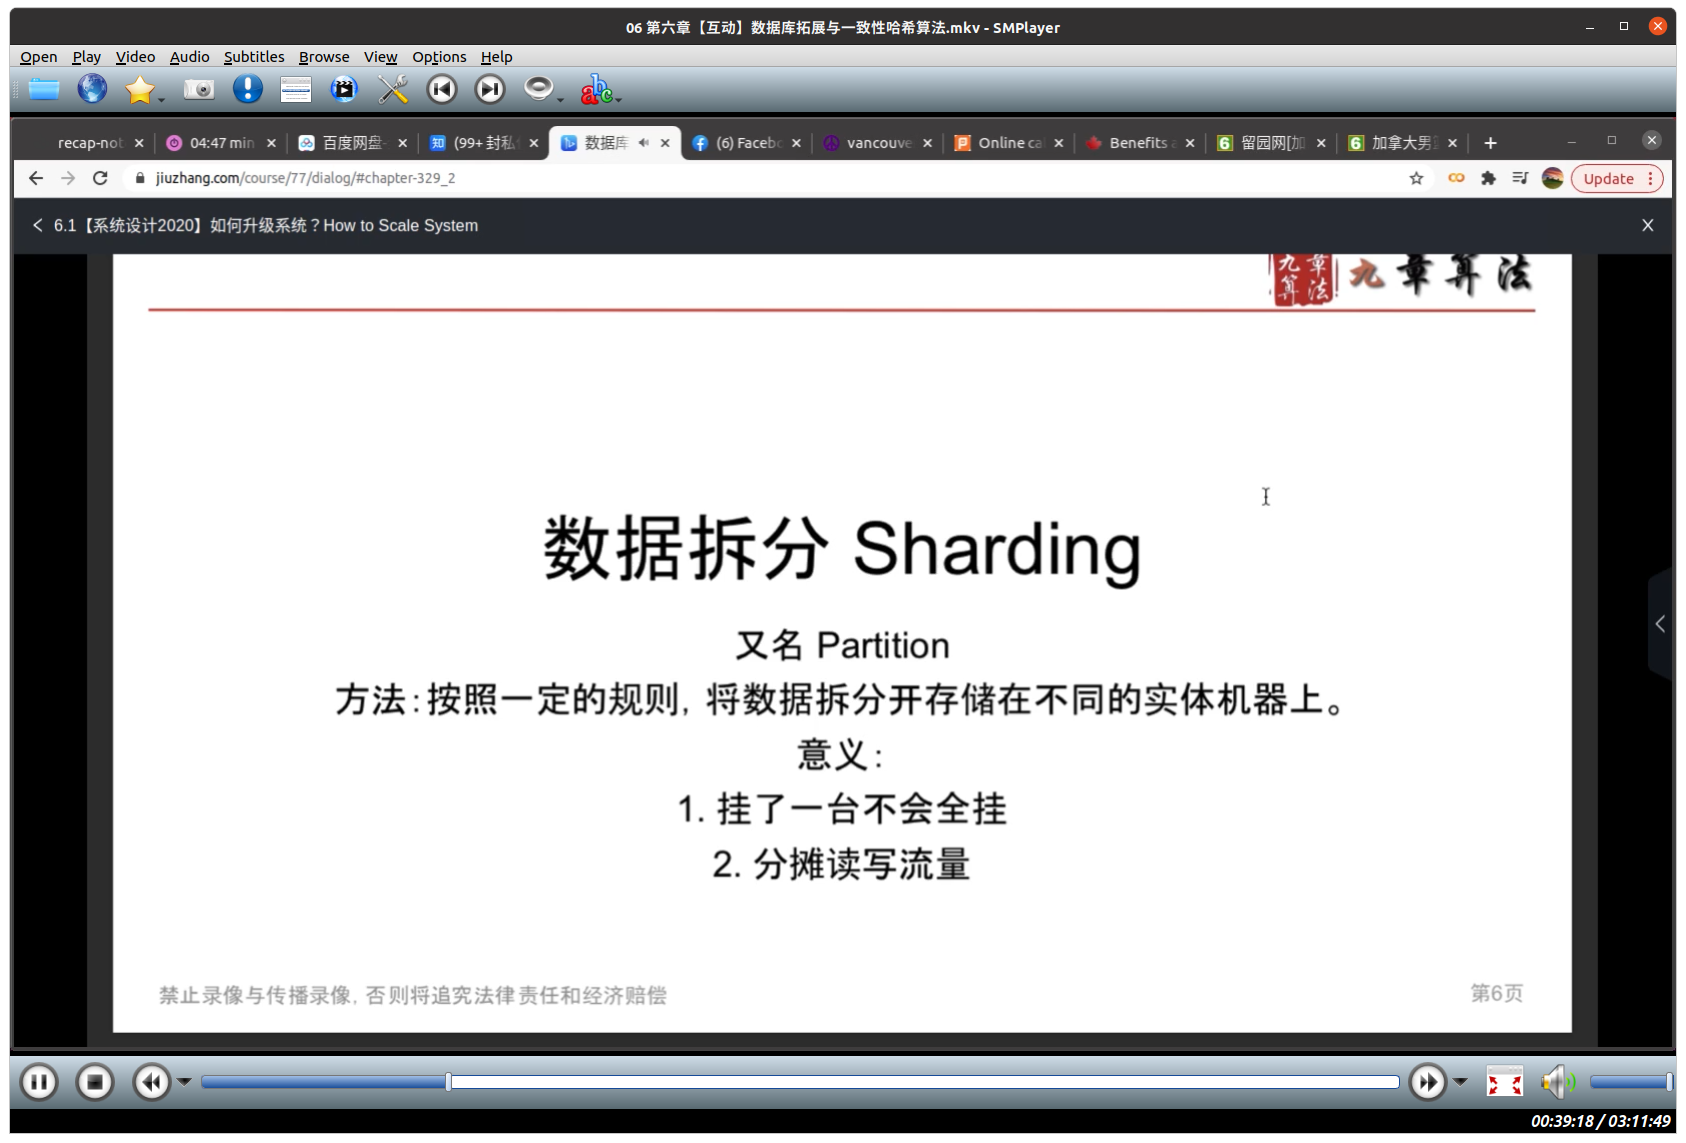 06 第六章【互动】数据库拓展与一致性哈希算法.mkv - SMPlayer
Open Play Video Audio Subtitles Browse View Options Help
abc
recap-not 04:47 min 百度网盘- (99+ 封私 数据库 (6) Facebo vancouve Online ca Benefits a 留园网[加 加拿大男
jiuzhang.com/course/77/dialog/#chapter-329_2
Update
6.1【系统设计2020】如何升级系统？How to Scale System
九章算法 九章算法
数据拆分 Sharding
又名 Partition
方法：按照一定的规则，将数据拆分开存储在不同的实体机器上。
意义：
1. 挂了一台不会全挂
2. 分摊读写流量
禁止录像与传播录像, 否则将追究法律责任和经济赔偿
第6页
00:39:18 / 03:11:49